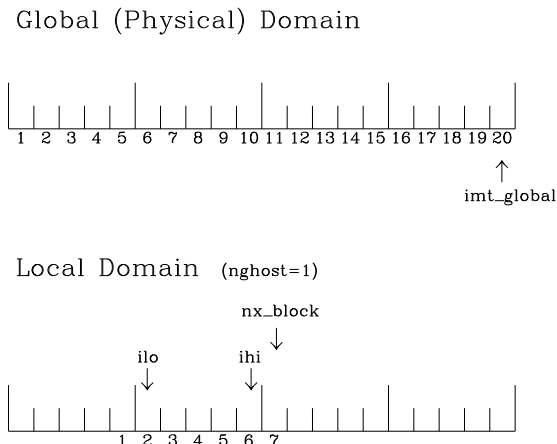 Global (Physical) Domain
1 2 3 4 5 6 7 8 9 10 11 12 13 14 15 16 17 18 19 20
imt_global
Local Domain (nghost=1)
nx_block
ilo ihi
1 2 3 4 5 6 7